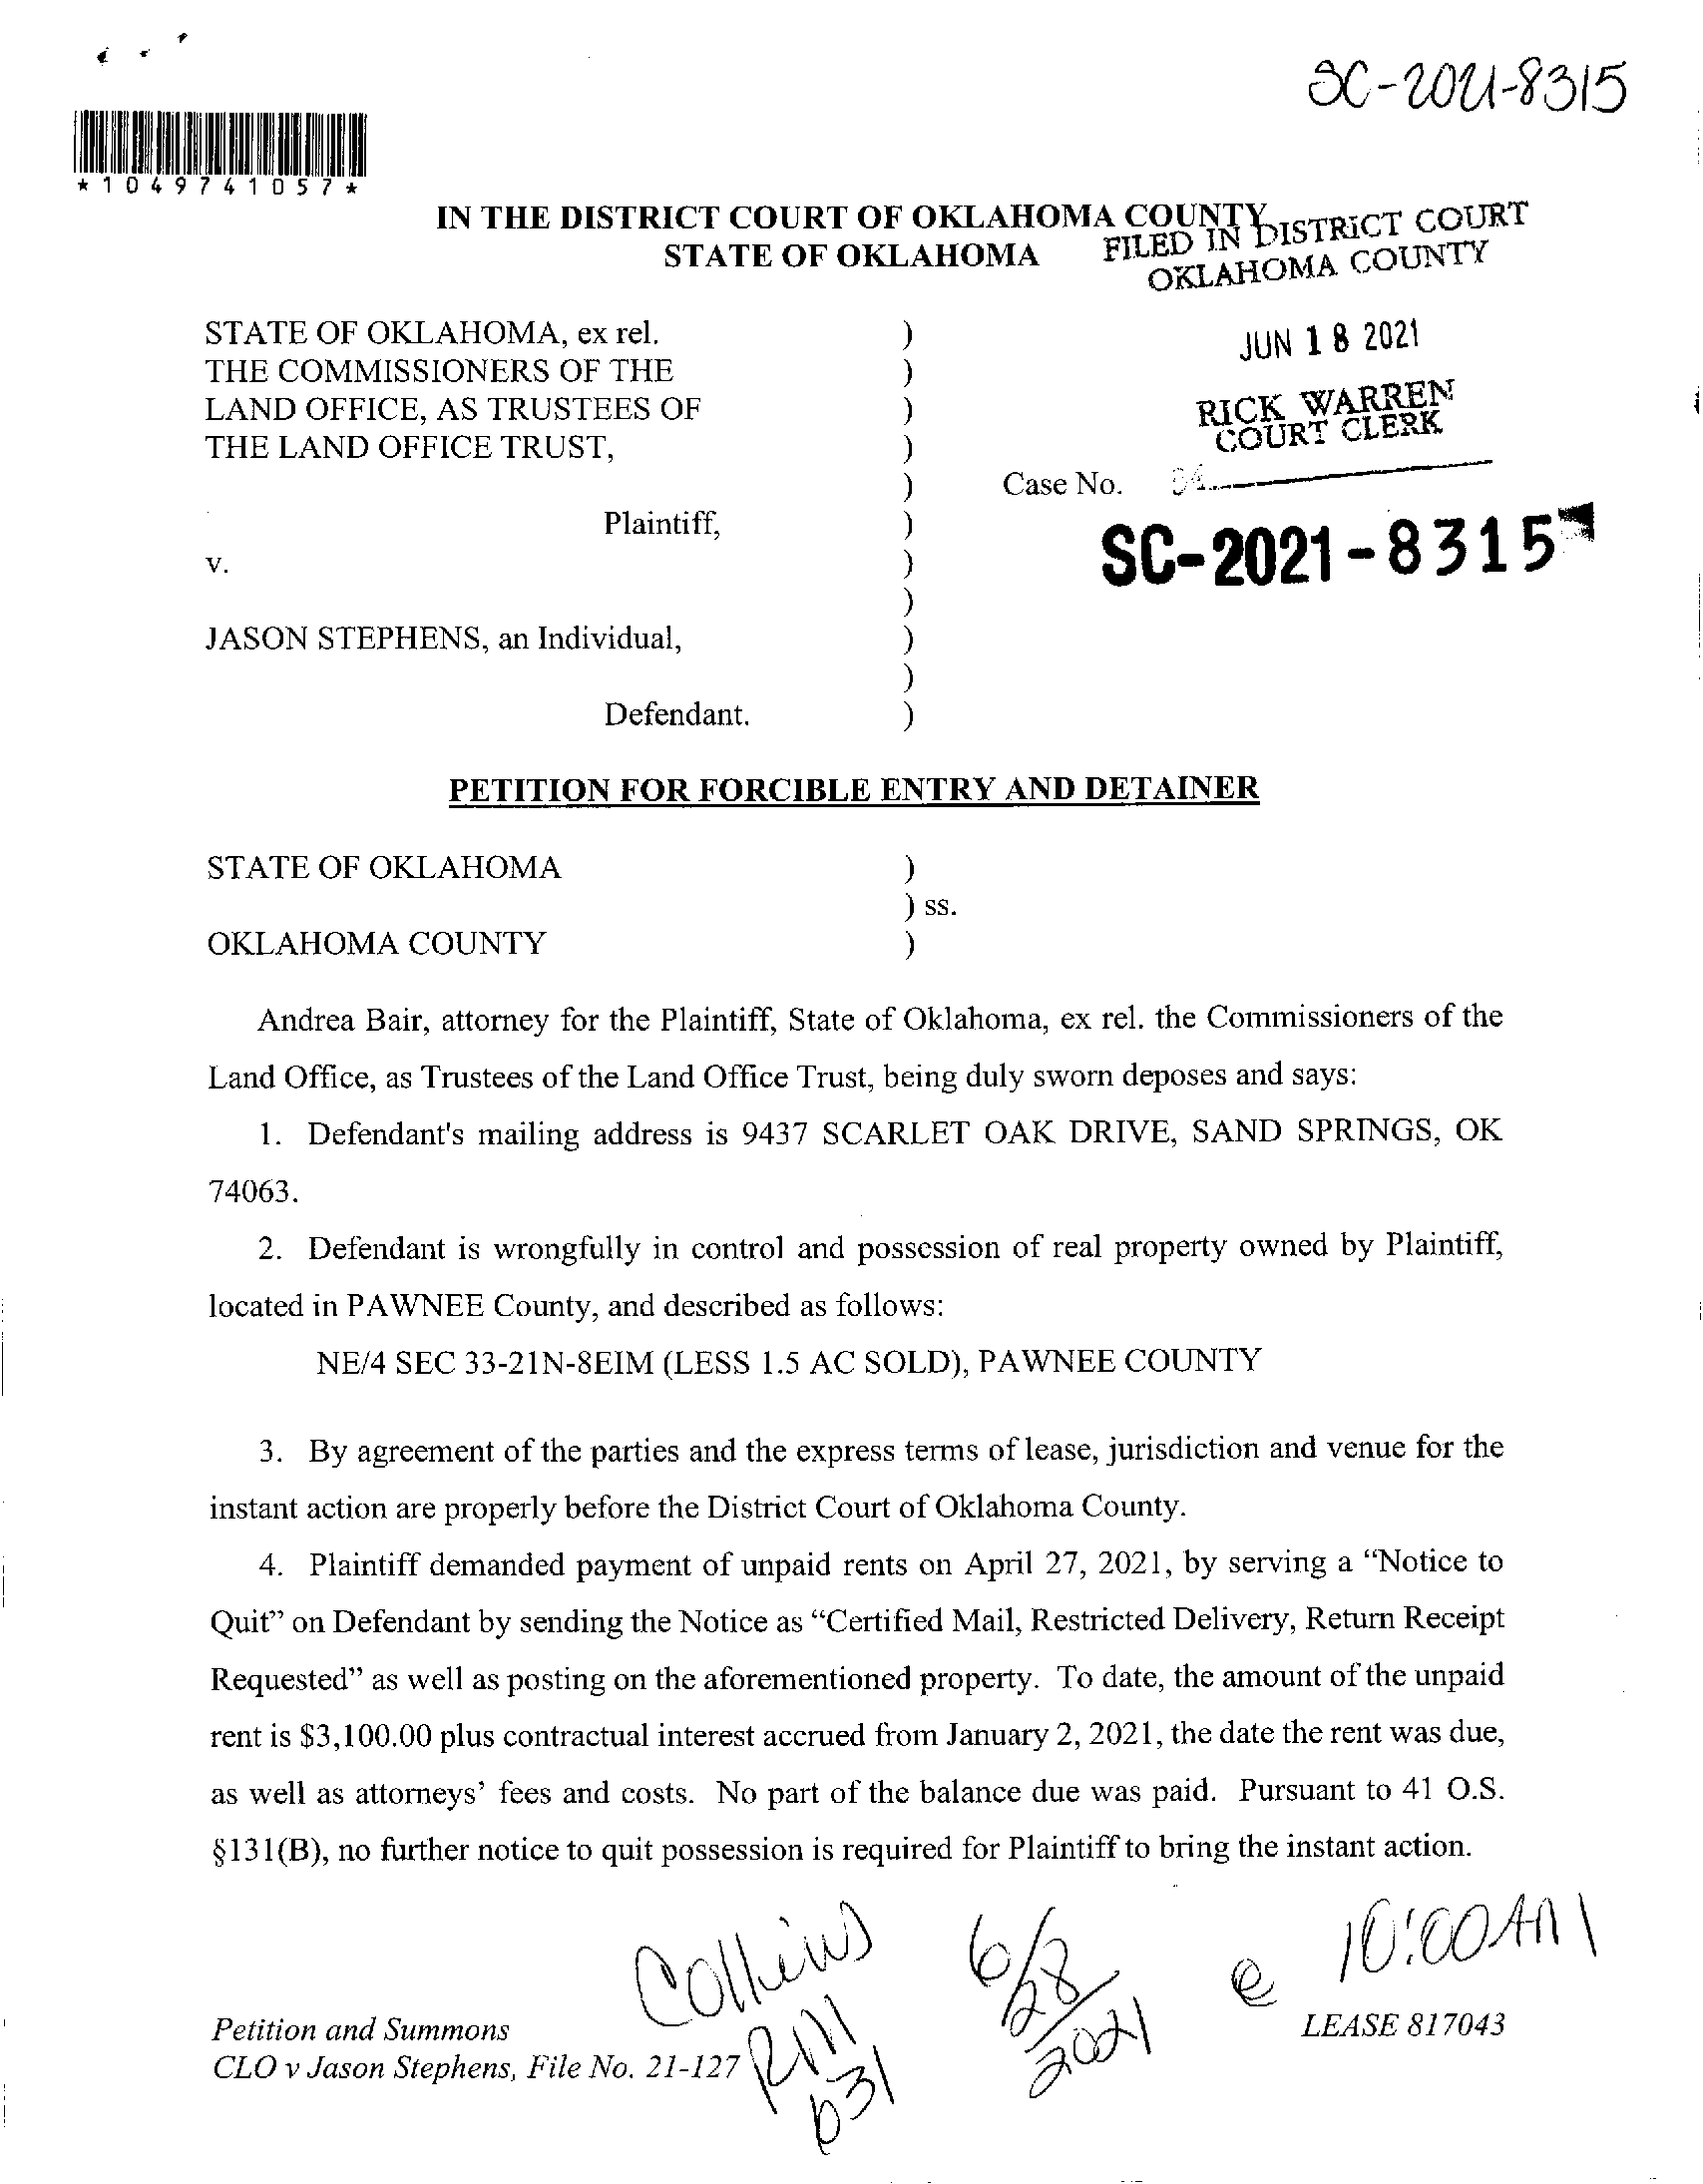 SC-2021-8315
*1049741057*
IN THE DISTRICT COURT OF OKLAHOMA COUNTY
STATE OF OKLAHOMA
FILED IN DISTRICT COURT
OKLAHOMA COUNTY
STATE OF OKLAHOMA, ex rel. )
THE COMMISSIONERS OF THE )
LAND OFFICE, AS TRUSTEES OF )
THE LAND OFFICE TRUST, )
)
Plaintiff, )
v. )
)
JASON STEPHENS, an Individual, )
)
Defendant. )
JUN 18 2021
RICK WARREN
COURT CLERK
Case No.
SC-2021-8315
PETITION FOR FORCIBLE ENTRY AND DETAINER
STATE OF OKLAHOMA )
) ss.
OKLAHOMA COUNTY )
Andrea Bair, attorney for the Plaintiff, State of Oklahoma, ex rel. the Commissioners of the
Land Office, as Trustees of the Land Office Trust, being duly sworn deposes and says:
1. Defendant's mailing address is 9437 SCARLET OAK DRIVE, SAND SPRINGS, OK
74063.
2. Defendant is wrongfully in control and possession of real property owned by Plaintiff,
located in PAWNEE County, and described as follows:
NE/4 SEC 33-21N-8EIM (LESS 1.5 AC SOLD), PAWNEE COUNTY
3. By agreement of the parties and the express terms of lease, jurisdiction and venue for the
instant action are properly before the District Court of Oklahoma County.
4. Plaintiff demanded payment of unpaid rents on April 27, 2021, by serving a “Notice to
Quit” on Defendant by sending the Notice as “Certified Mail, Restricted Delivery, Return Receipt
Requested” as well as posting on the aforementioned property. To date, the amount of the unpaid
rent is $3,100.00 plus contractual interest accrued from January 2, 2021, the date the rent was due,
as well as attorneys’ fees and costs. No part of the balance due was paid. Pursuant to 41 O.S.
§131(B), no further notice to quit possession is required for Plaintiff to bring the instant action.
Collins
RM
631
6/28/2021
@ 10:00AM
Petition and Summons
CLO v Jason Stephens, File No. 21-127
LEASE 817043